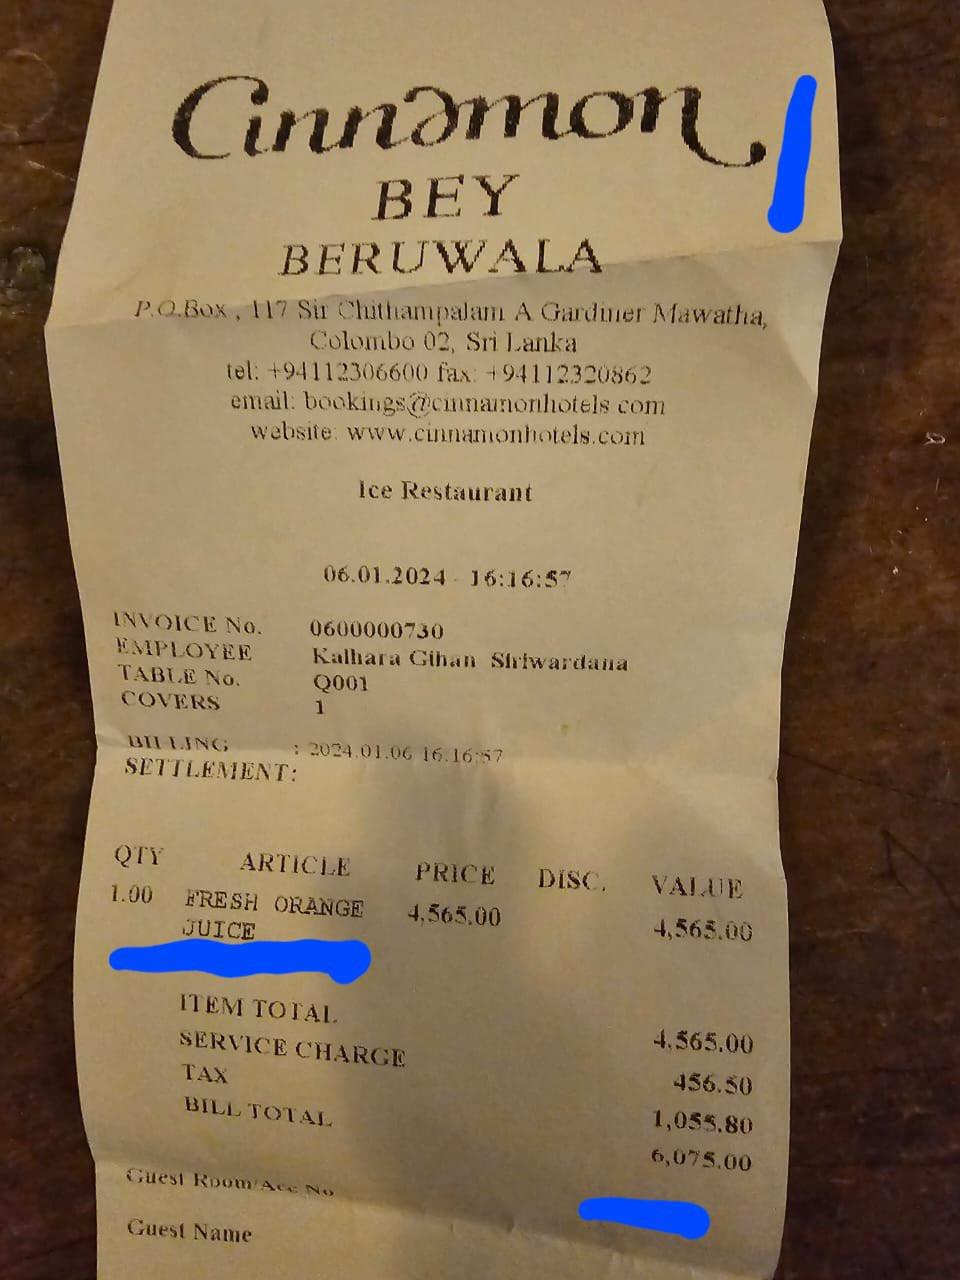 Cinnamon
BEY
BERUWALA
P.O.Box , 117 Sir Chithampalam A Gardiner Mawatha,
Colombo 02, Sri Lanka
tel: +94112306600 fax: +94112320862
email: bookings@cinnamonhotels.com
website: www.cinnamonhotels.com
Ice Restaurant
06.01.2024 - 16:16:57
INVOICE No. 0600000730
EMPLOYEE Kalhara Gihan Siriwardana
TABLE No. Q001
COVERS 1
BILLING : 2024.01.06 16:16:57
SETTLEMENT:
QTY ARTICLE PRICE DISC. VALUE
1.00 FRESH ORANGE 4,565.00 4,565.00
JUICE
ITEM TOTAL 4,565.00
SERVICE CHARGE 456.50
TAX 1,055.80
BILL TOTAL 6,075.00
Guest Room/Acc No
Guest Name